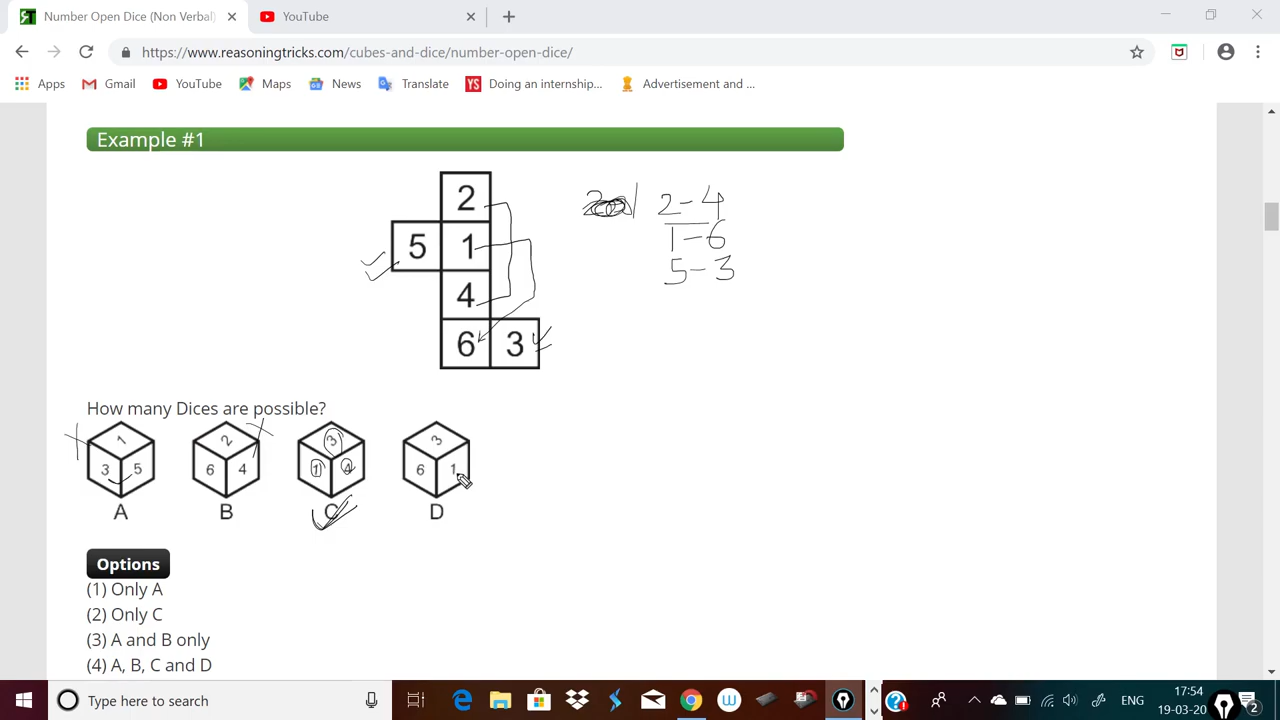 Number Open Dice (Non Verbal)
YouTube
https://www.reasoningtricks.com/cubes-and-dice/number-open-dice/
Apps Gmail YouTube Maps News Translate YS Doing an internship... Advertisement and ...
Example #1
2
5 1
4
6 3
2-4
1-6
5-3
How many Dices are possible?
1 2 3 3
3 5 6 4 1 4 6 1
A B C D
Options
(1) Only A
(2) Only C
(3) A and B only
(4) A, B, C and D
Type here to search
ENG
17:54
19-03-20
2